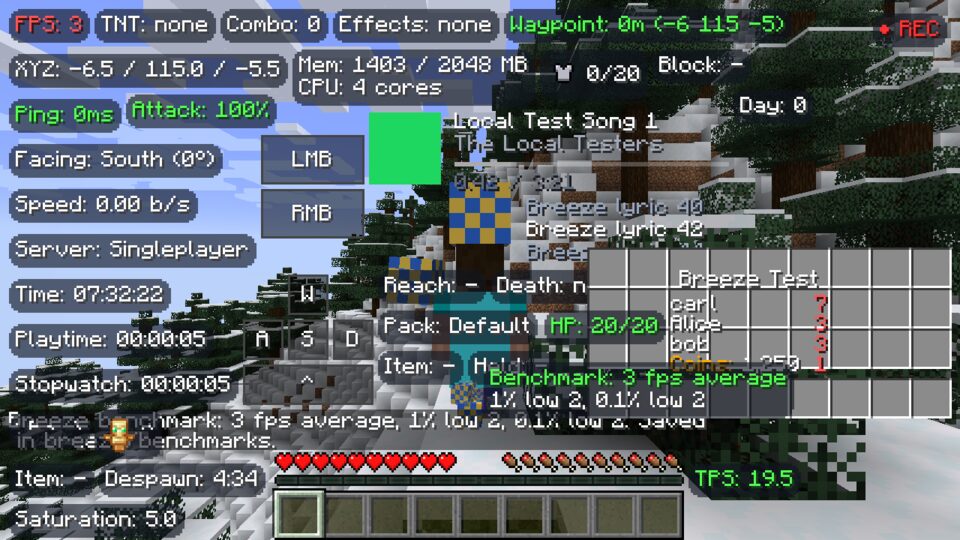 FPS: 3
TNT: none
Combo: 0
Effects: none
Waypoint: 0m (-6 115 -5)
REC
XYZ: -6.5 / 115.0 / -5.5
Mem: 1403 / 2048 MB
CPU: 4 cores
0/20
Block: -
Day: 0
Ping: 0ms
Attack: 100%
Local Test Song 1
The Local Testers
Facing: South (0°)
LMB
Speed: 0.00 b/s
RMB
Breeze lyric 40
Breeze lyric 42
Server: Singleplayer
Time: 07:32:22
W
Reach: -
Death: n
Breeze Test
carl 7
Alice 3
bob 3
Coins: 1,250 1
Playtime: 00:00:05
A
S
D
Pack: Default
HP: 20/20
Item: -
Stopwatch: 00:00:05
^
Benchmark: 3 fps average
1% low 2, 0.1% low 2
Breeze benchmark: 3 fps average, 1% low 2, 0.1% low 2. Saved
in breeze-benchmarks.
Item: -
Despawn: 4:34
TPS: 19.5
Saturation: 5.0